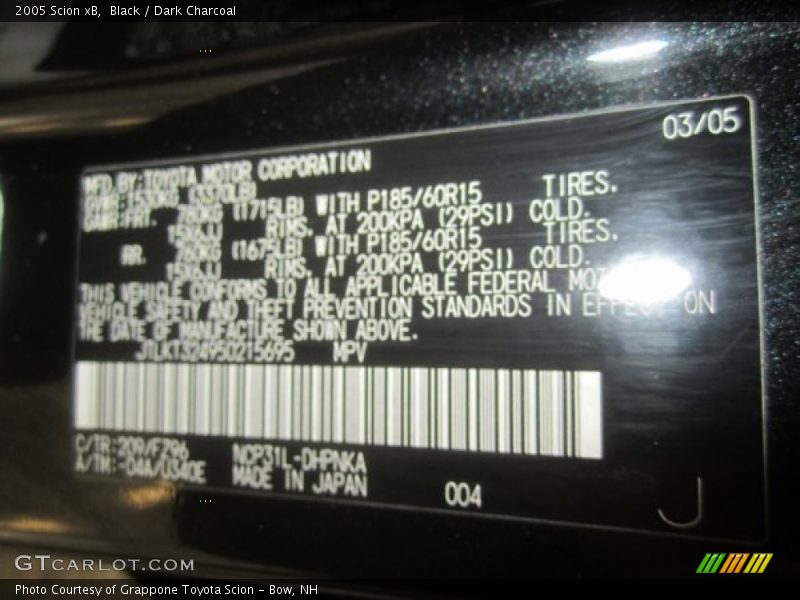 2005 Scion xB, Black / Dark Charcoal
03/05
MFD.BY:TOYOTA MOTOR CORPORATION
GVWR:1530KG
GAWR:FRT. 780KG (1715LB) WITH P185/60R15 TIRES.
15X6JJ RIMS. AT 200KPA (29PSI) COLD.
RR. 760KG (1675LB) WITH P185/60R15 TIRES.
15X6JJ RIMS. AT 200KPA (29PSI) COLD.
THIS VEHICLE CONFORMS TO ALL APPLICABLE FEDERAL
VEHICLE SAFETY AND THEFT PREVENTION STANDARDS IN ON
THE DATE OF MANUFACTURE SHOWN ABOVE.
JTLKT324950215695 MPV
C/TR:209/F796 NCP31L-DHPNKA
A/TM:-04A/U340E MADE IN JAPAN
004
J
GTCARLOT.COM
Photo Courtesy of Grappone Toyota Scion - Bow, NH